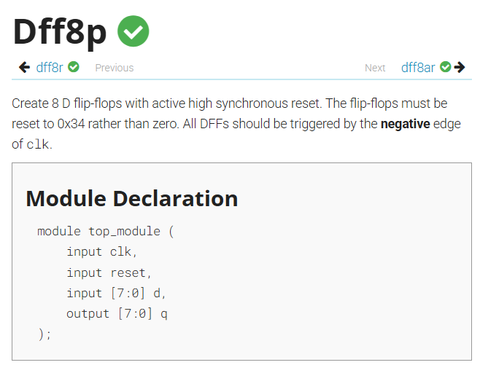 Dff8p
dff8r Previous Next dff8ar
Create 8 D flip-flops with active high synchronous reset. The flip-flops must be
reset to 0x34 rather than zero. All DFFs should be triggered by the negative edge
of clk.
Module Declaration
module top_module (
    input clk,
    input reset,
    input [7:0] d,
    output [7:0] q
);